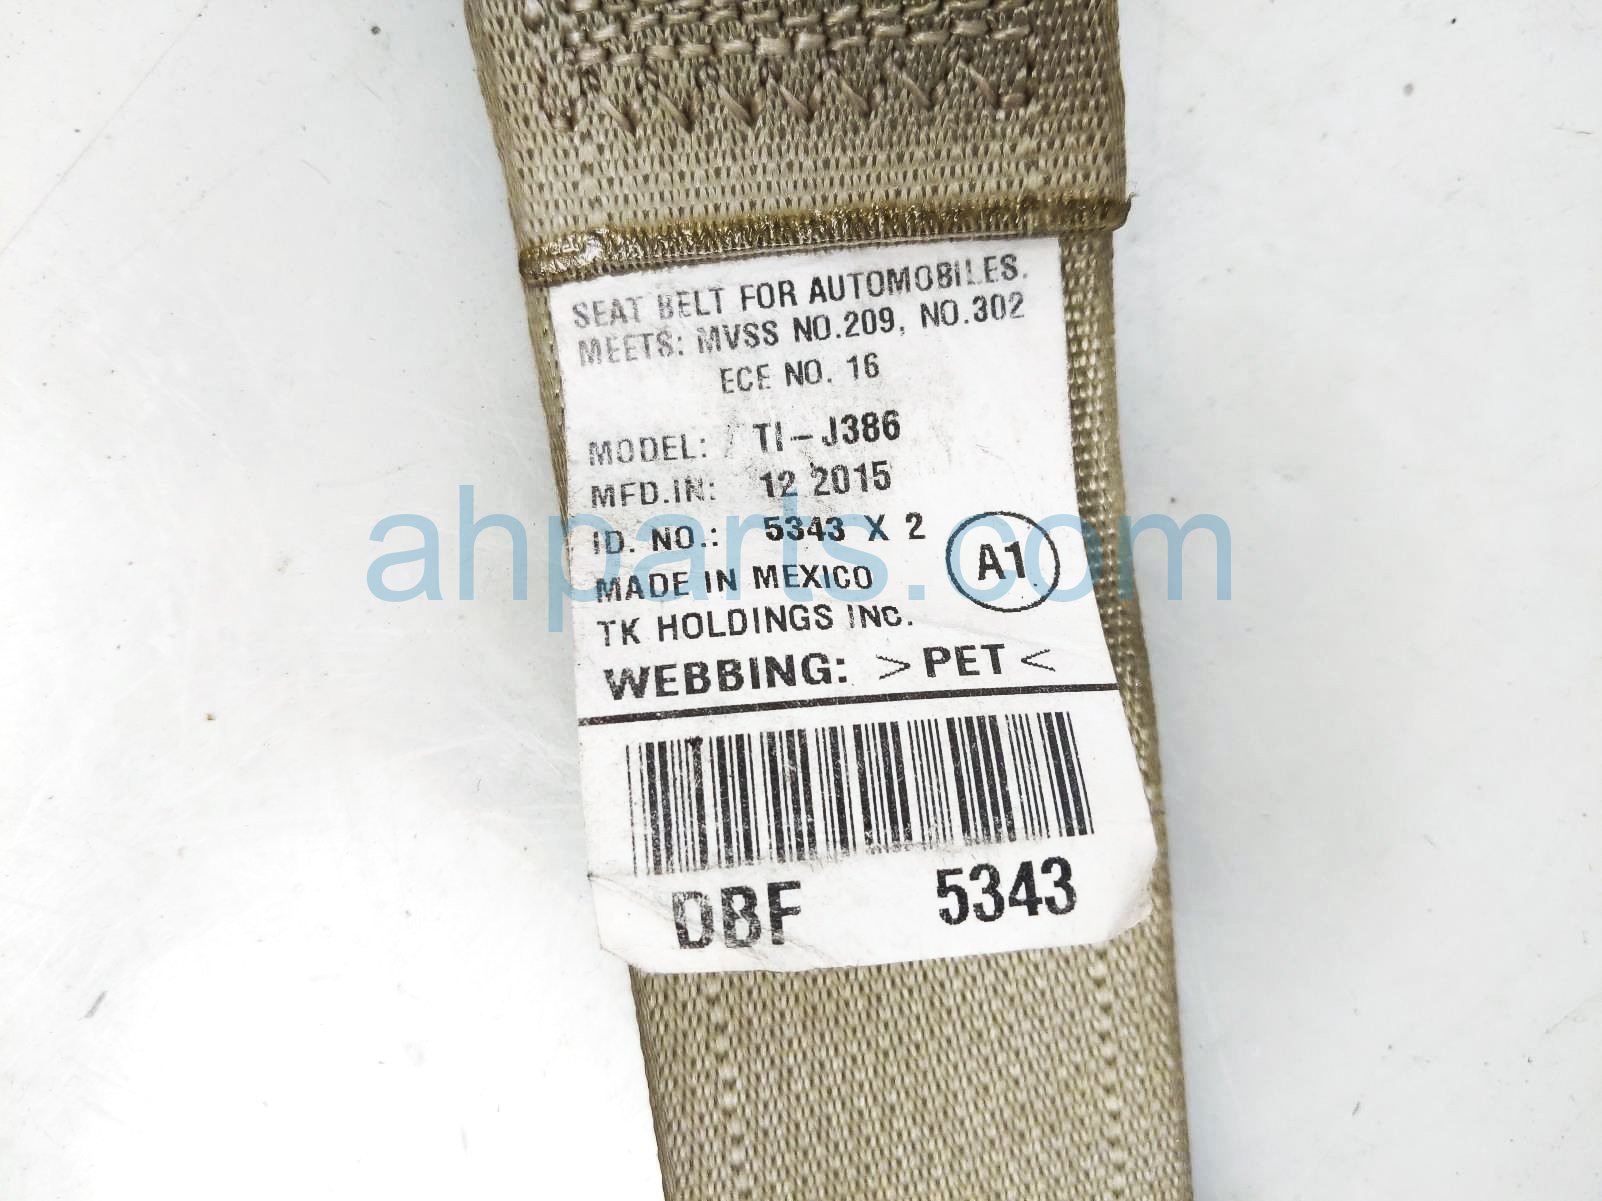 SEAT BELT FOR AUTOMOBILES.
MEETS: MVSS NO.209, NO.302
ECE NO. 16
MODEL: TI-J386
MFD.IN: 12 2015
ID. NO.: 5343 X 2
A1
MADE IN MEXICO
TK HOLDINGS INC.
WEBBING: >PET<
DBF 5343
ahparts.com